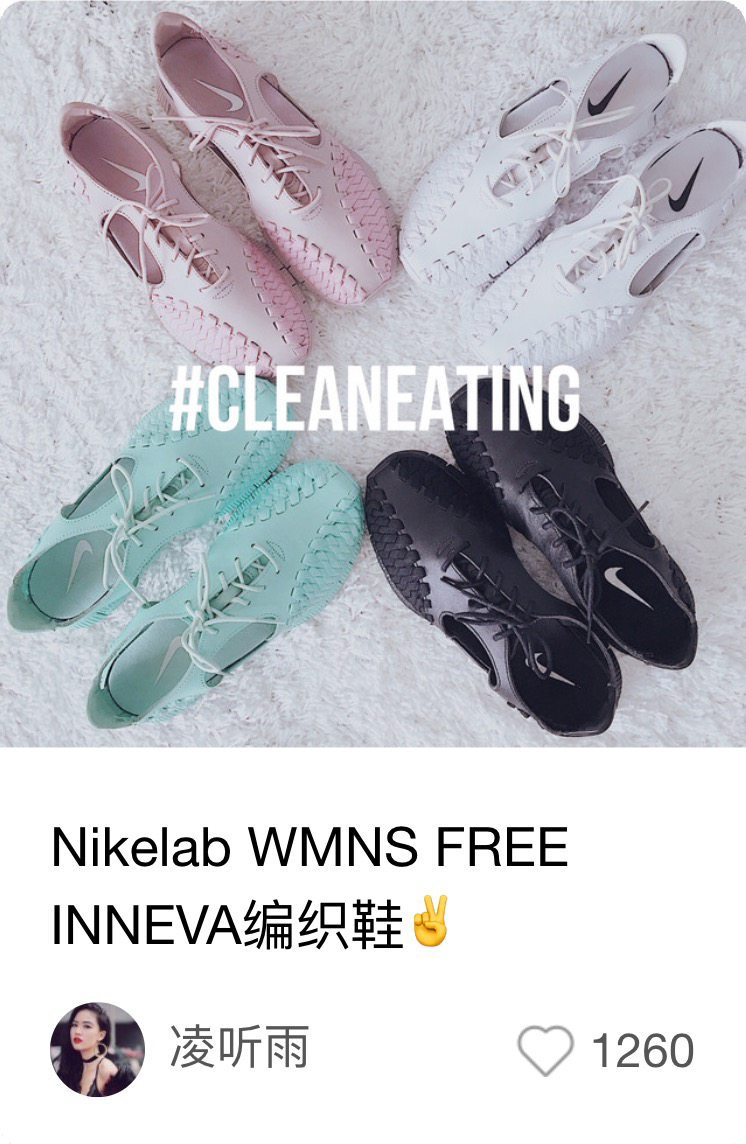 #CLEANEATING
Nikelab WMNS FREE
INNEVA编织鞋✌️
凌听雨
1260